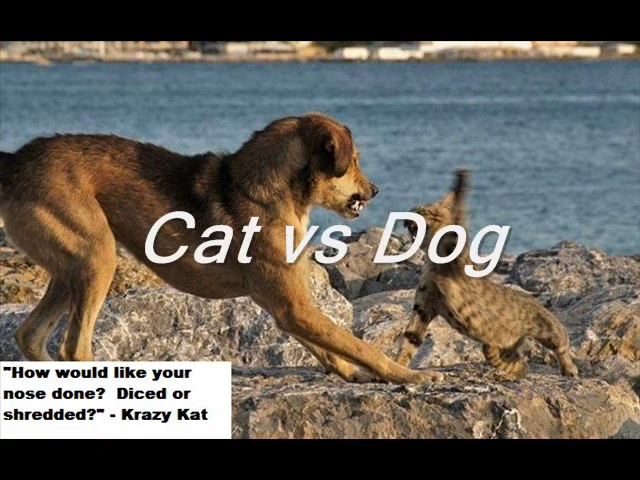 Cat vs Dog
"How would like your
nose done?  Diced or
shredded?" - Krazy Kat